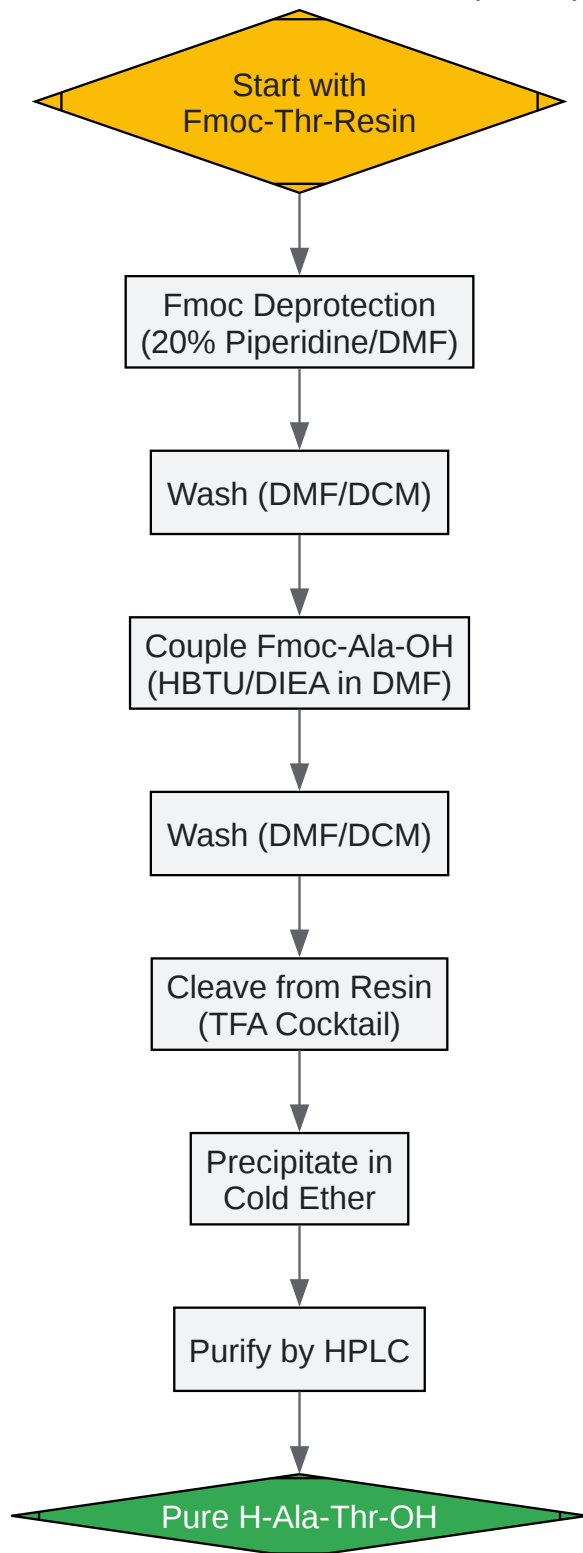 Start with
Fmoc-Thr-Resin
Fmoc Deprotection
(20% Piperidine/DMF)
Wash (DMF/DCM)
Couple Fmoc-Ala-OH
(HBTU/DIEA in DMF)
Wash (DMF/DCM)
Cleave from Resin
(TFA Cocktail)
Precipitate in
Cold Ether
Purify by HPLC
Pure H-Ala-Thr-OH